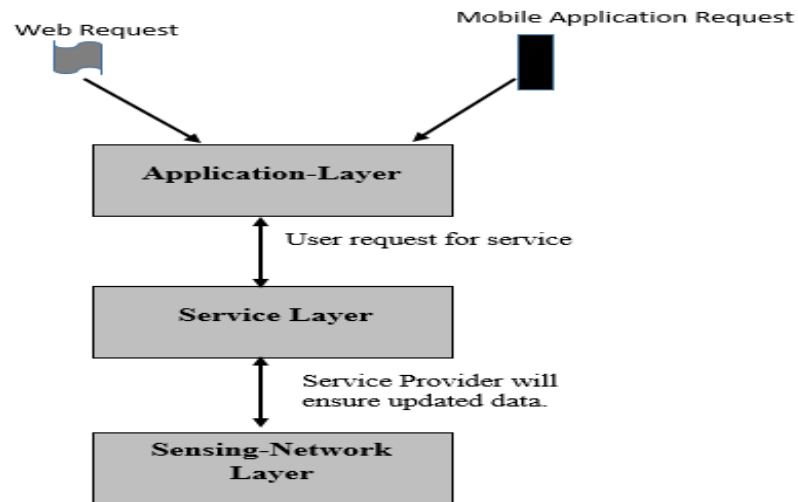 Web Request
Mobile Application Request
Application-Layer
User request for service
Service Layer
Service Provider will
ensure updated data.
Sensing-Network
Layer